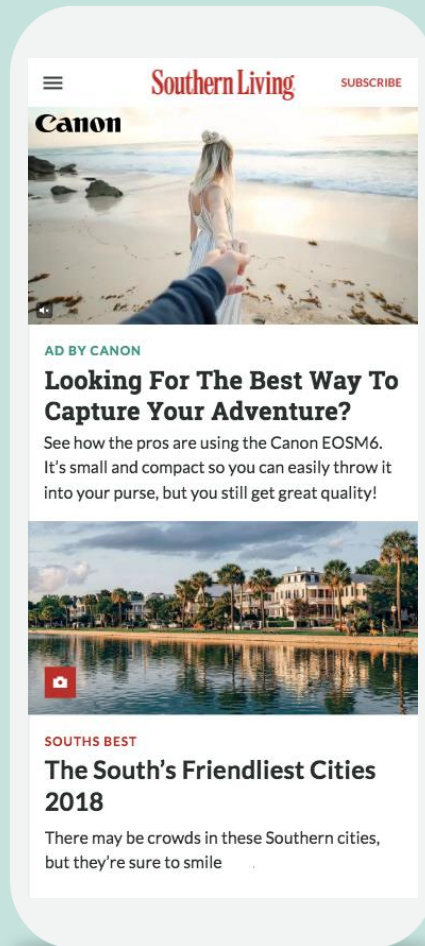 Southern Living
SUBSCRIBE
Canon
AD BY CANON
Looking For The Best Way To
Capture Your Adventure?
See how the pros are using the Canon EOSM6.
It's small and compact so you can easily throw it
into your purse, but you still get great quality!
SOUTHS BEST
The South's Friendliest Cities
2018
There may be crowds in these Southern cities,
but they're sure to smile